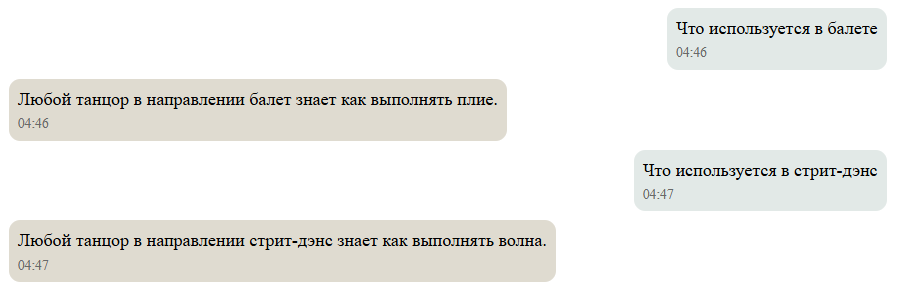 Что используется в балете
04:46
Любой танцор в направлении балет знает как выполнять плие.
04:46
Что используется в стрит-дэнс
04:47
Любой танцор в направлении стрит-дэнс знает как выполнять волна.
04:47